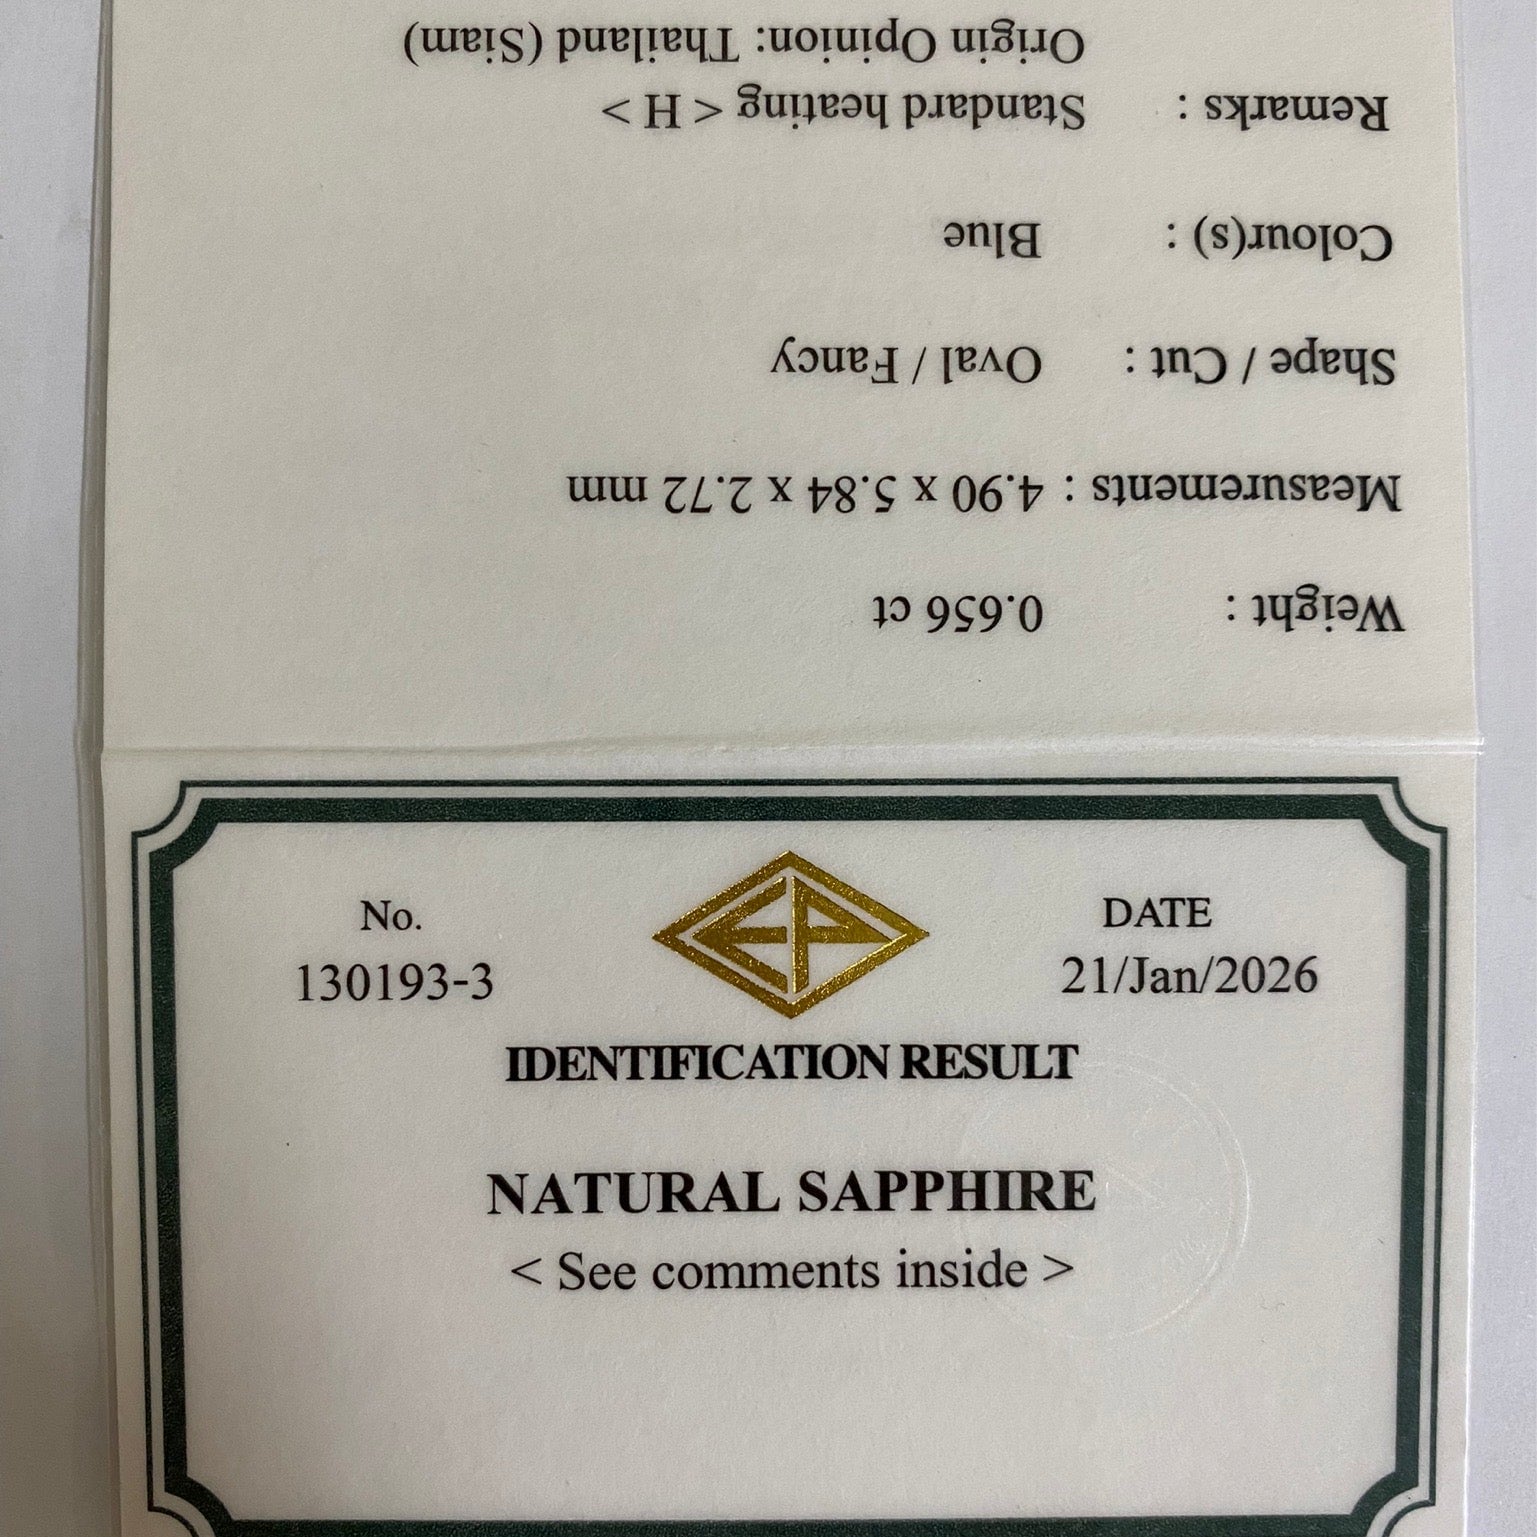 Weight : 0.656 ct
Measurements : 4.90 x 5.84 x 2.72 mm
Shape / Cut : Oval / Fancy
Colour(s) : Blue
Remarks : Standard heating < H >
Origin Opinion: Thailand (Siam)
No. DATE
130193-3 21/Jan/2026
IDENTIFICATION RESULT
NATURAL SAPPHIRE
< See comments inside >